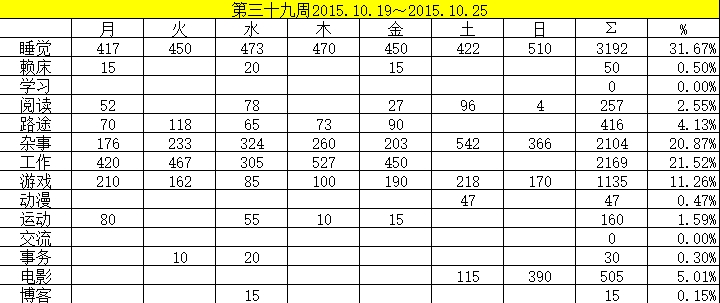 第三十九周2015.10.19～2015.10.25
月 火 水 木 金 土 日 Σ %
睡觉 417 450 473 470 450 422 510 3192 31.67%
赖床 15 20 15 50 0.50%
学习 0 0.00%
阅读 52 78 27 96 4 257 2.55%
路途 70 118 65 73 90 416 4.13%
杂事 176 233 324 260 203 542 366 2104 20.87%
工作 420 467 305 527 450 2169 21.52%
游戏 210 162 85 100 190 218 170 1135 11.26%
动漫 47 47 0.47%
运动 80 55 10 15 160 1.59%
交流 0 0.00%
事务 10 20 30 0.30%
电影 115 390 505 5.01%
博客 15 15 0.15%